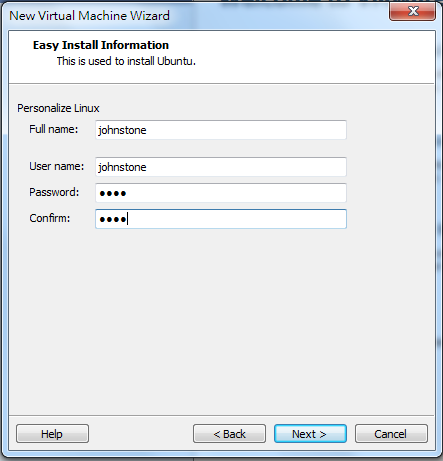 New Virtual Machine Wizard
Easy Install Information
This is used to install Ubuntu.
Personalize Linux
Full name: johnstone
User name: johnstone
Password: ●●●●
Confirm: ●●●●
Help < Back Next > Cancel